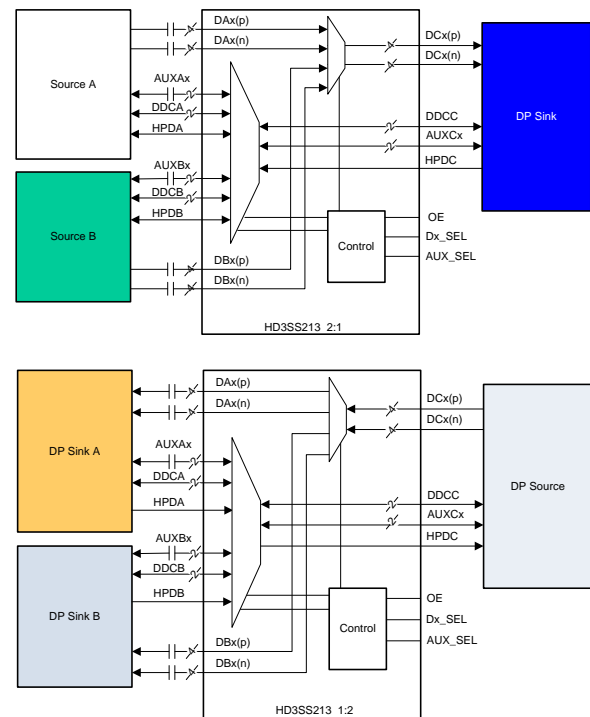 DAx(p)
DCx(p)
DAx(n)
DCx(n)
Source A
AUXAx
DDCA
HPDA
DP Sink
DDCC
AUXCx
HPDC
AUXBx
DDCB
HPDB
Source B
OE
Control
Dx_SEL
AUX_SEL
DBx(p)
DBx(n)
HD3SS213 2:1
DAx(p)
DCx(p)
DAx(n)
DCx(n)
DP Sink A
AUXAx
DDCA
HPDA
DP Source
DDCC
AUXCx
HPDC
AUXBx
DDCB
HPDB
DP Sink B
OE
Control
Dx_SEL
AUX_SEL
DBx(p)
DBx(n)
HD3SS213 1:2